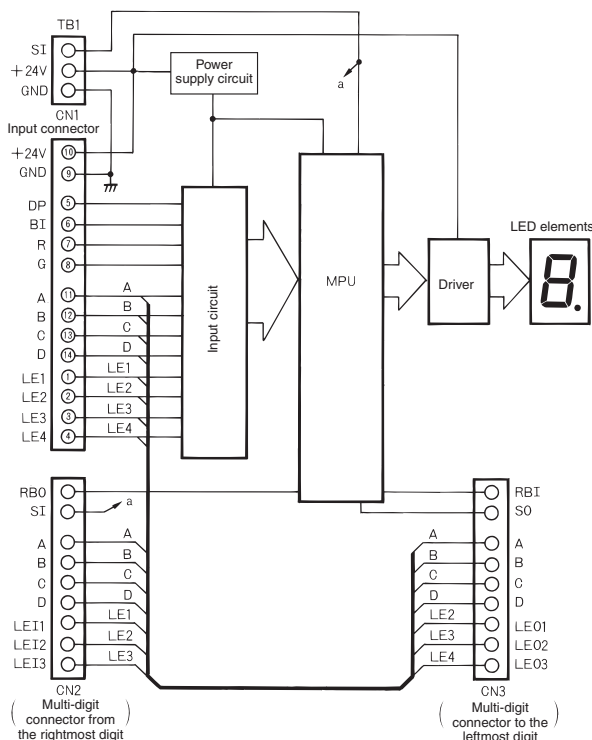 TB1
SI
+24V
GND
CN1
Input connector
+24V ⑩
GND ⑨
DP ⑤
BI ⑥
R ⑦
G ⑧
A ⑪ A
B ⑫ B
C ⑬ C
D ⑭ D
LE1 ① LE1
LE2 ② LE2
LE3 ③ LE3
LE4 ④ LE4
Power
supply circuit
a
Input circuit
MPU
Driver
LED elements
8.
RBO
SI a
A A
B B
C C
D D
LEI1 LE1
LEI2 LE2
LEI3 LE3
CN2
( Multi-digit
connector from
the rightmost digit )
RBI
SO
A A
B B
C C
D D
LE2 LEO1
LE3 LEO2
LE4 LEO3
CN3
( Multi-digit
connector to the
leftmost digit )